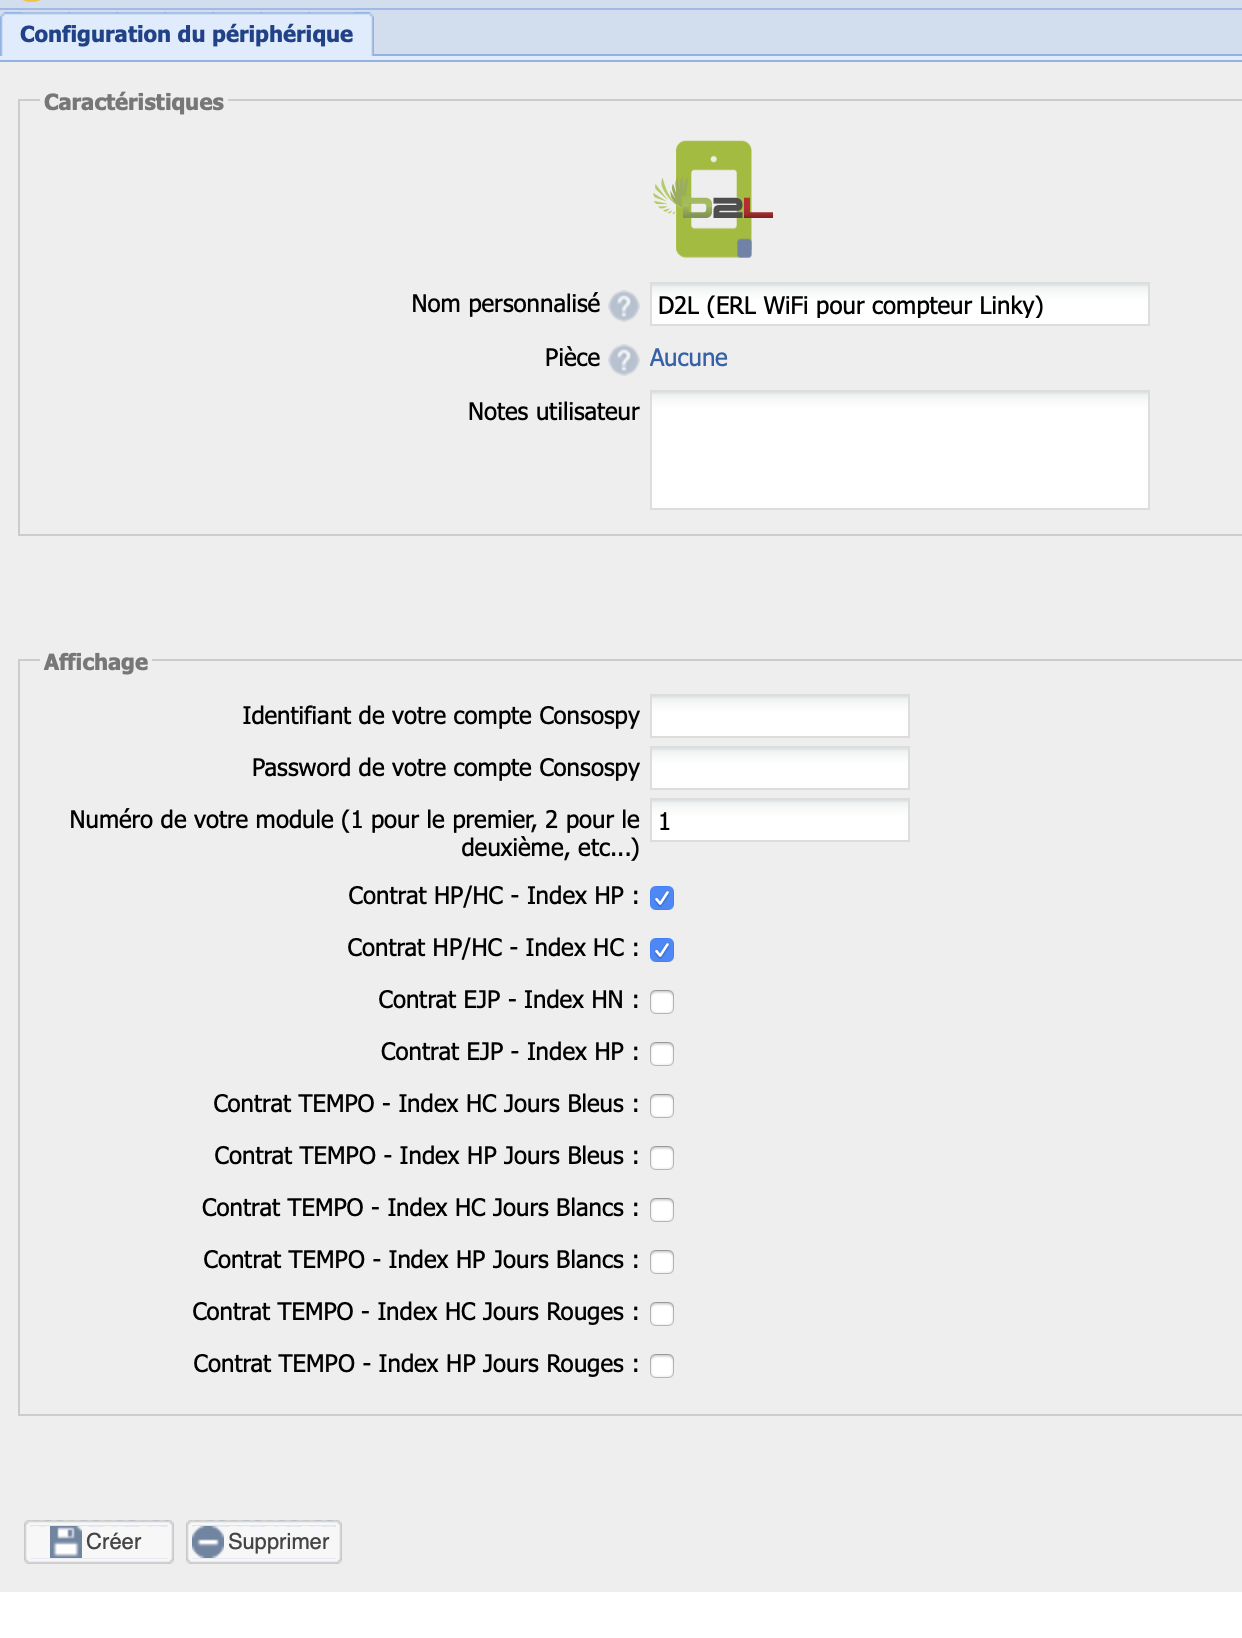 Configuration du périphérique
Caractéristiques
D2L
Nom personnalisé ? D2L (ERL WiFi pour compteur Linky)
Pièce ? Aucune
Notes utilisateur
Affichage
Identifiant de votre compte Consospy
Password de votre compte Consospy
Numéro de votre module (1 pour le premier, 2 pour le 1
deuxième, etc...)
Contrat HP/HC - Index HP :
Contrat HP/HC - Index HC :
Contrat EJP - Index HN :
Contrat EJP - Index HP :
Contrat TEMPO - Index HC Jours Bleus :
Contrat TEMPO - Index HP Jours Bleus :
Contrat TEMPO - Index HC Jours Blancs :
Contrat TEMPO - Index HP Jours Blancs :
Contrat TEMPO - Index HC Jours Rouges :
Contrat TEMPO - Index HP Jours Rouges :
Créer Supprimer